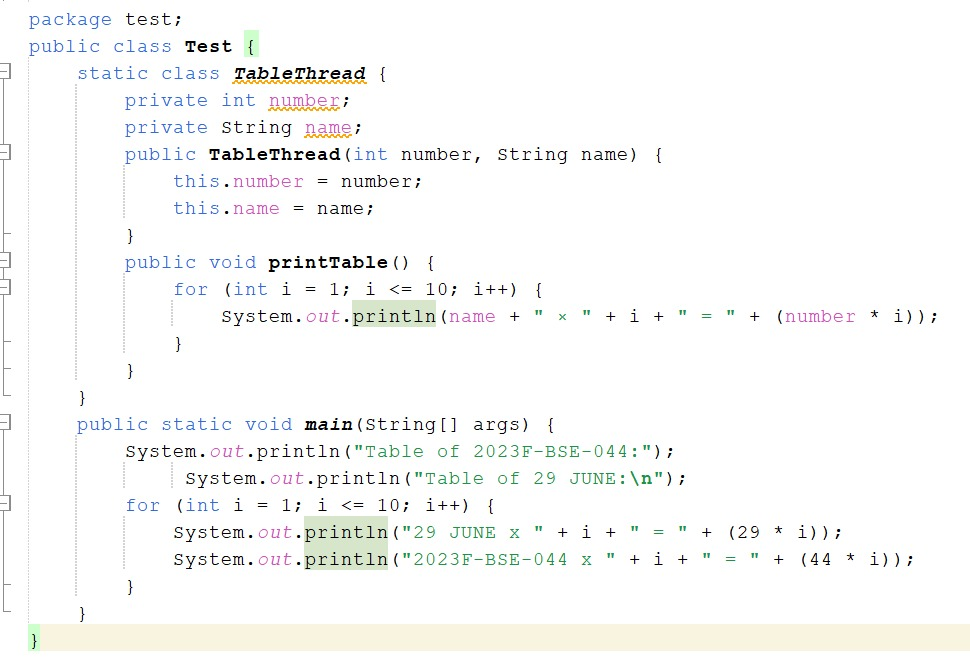 package test;
public class Test {
    static class TableThread {
        private int number;
        private String name;
        public TableThread(int number, String name) {
            this.number = number;
            this.name = name;
        }
        public void printTable() {
            for (int i = 1; i <= 10; i++) {
                System.out.println(name + " × " + i + " = " + (number * i));
            }
        }
    }
    public static void main(String[] args) {
        System.out.println("Table of 2023F-BSE-044:");
             System.out.println("Table of 29 JUNE:\n");
        for (int i = 1; i <= 10; i++) {
            System.out.println("29 JUNE x " + i + " = " + (29 * i));
            System.out.println("2023F-BSE-044 x " + i + " = " + (44 * i));
        }
    }
}